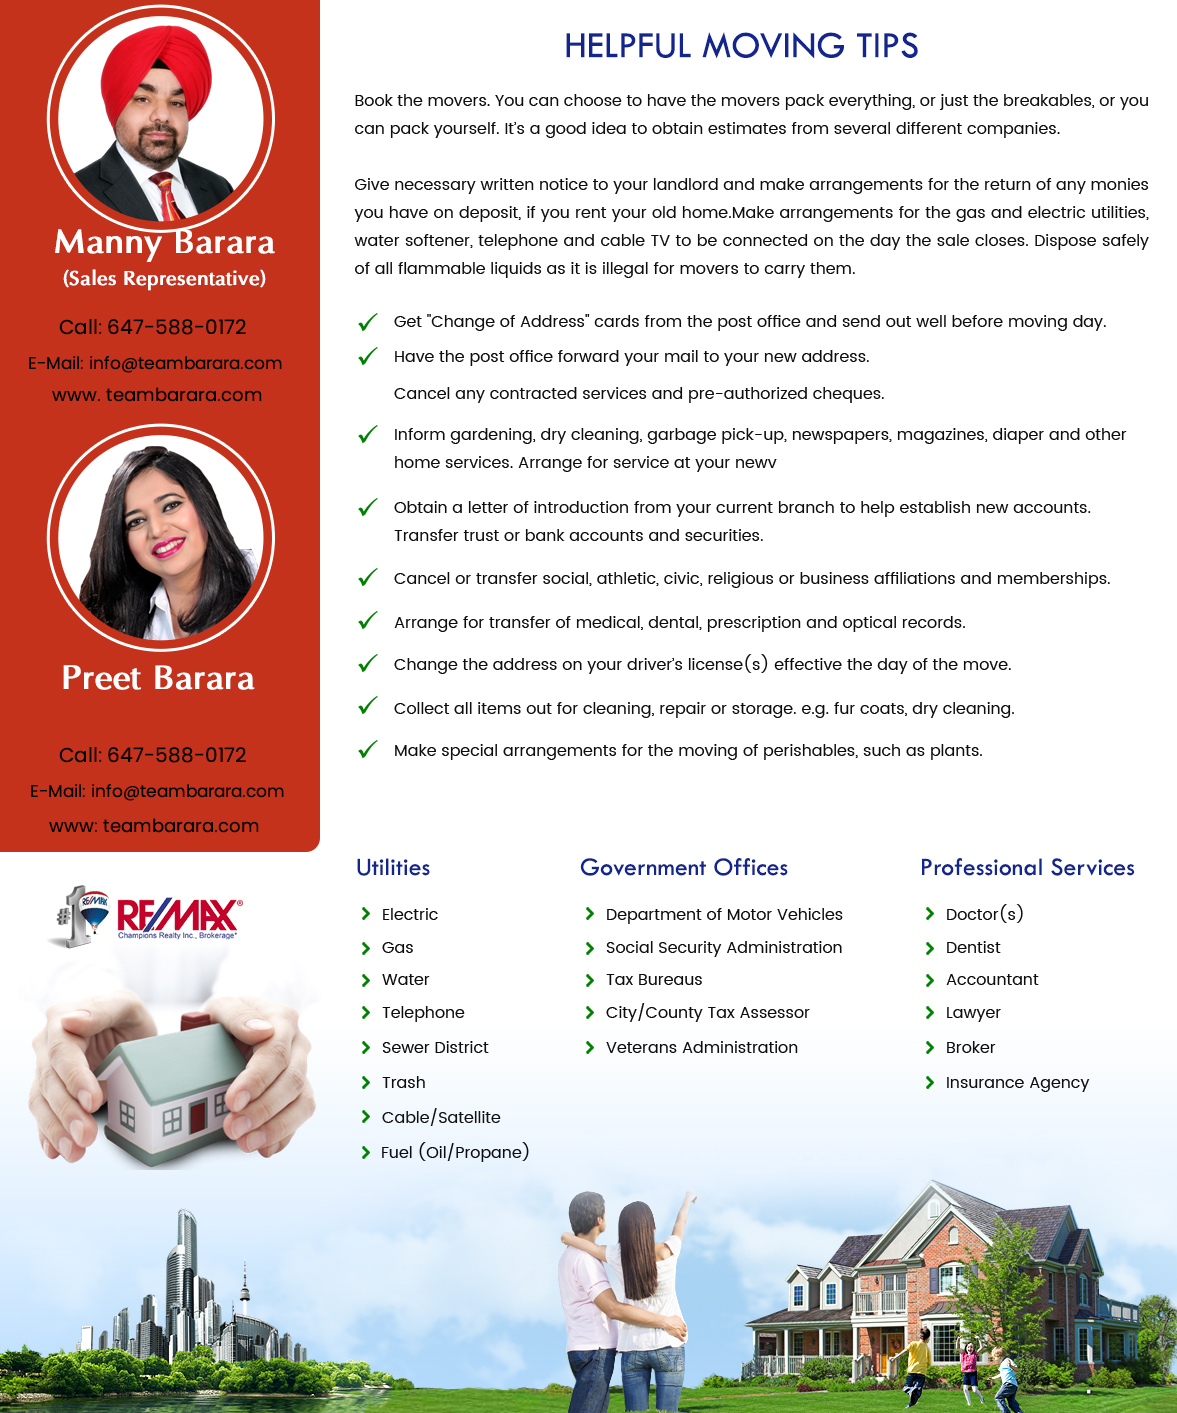 Manny Barara
(Sales Representative)
Call: 647-588-0172
E-Mail: info@teambarara.com
www. teambarara.com
Preet Barara
Call: 647-588-0172
E-Mail: info@teambarara.com
www: teambarara.com
RE/MAX
RE/MAX®
Champions Realty Inc., Brokerage*
HELPFUL MOVING TIPS
Book the movers. You can choose to have the movers pack everything, or just the breakables, or you
can pack yourself. It’s a good idea to obtain estimates from several different companies.
Give necessary written notice to your landlord and make arrangements for the return of any monies
you have on deposit, if you rent your old home.Make arrangements for the gas and electric utilities,
water softener, telephone and cable TV to be connected on the day the sale closes. Dispose safely
of all flammable liquids as it is illegal for movers to carry them.
Get "Change of Address" cards from the post office and send out well before moving day.
Have the post office forward your mail to your new address.
Cancel any contracted services and pre-authorized cheques.
Inform gardening, dry cleaning, garbage pick-up, newspapers, magazines, diaper and other
home services. Arrange for service at your newv
Obtain a letter of introduction from your current branch to help establish new accounts.
Transfer trust or bank accounts and securities.
Cancel or transfer social, athletic, civic, religious or business affiliations and memberships.
Arrange for transfer of medical, dental, prescription and optical records.
Change the address on your driver’s license(s) effective the day of the move.
Collect all items out for cleaning, repair or storage. e.g. fur coats, dry cleaning.
Make special arrangements for the moving of perishables, such as plants.
Utilities
Electric
Gas
Water
Telephone
Sewer District
Trash
Cable/Satellite
Fuel (Oil/Propane)
Government Offices
Department of Motor Vehicles
Social Security Administration
Tax Bureaus
City/County Tax Assessor
Veterans Administration
Professional Services
Doctor(s)
Dentist
Accountant
Lawyer
Broker
Insurance Agency